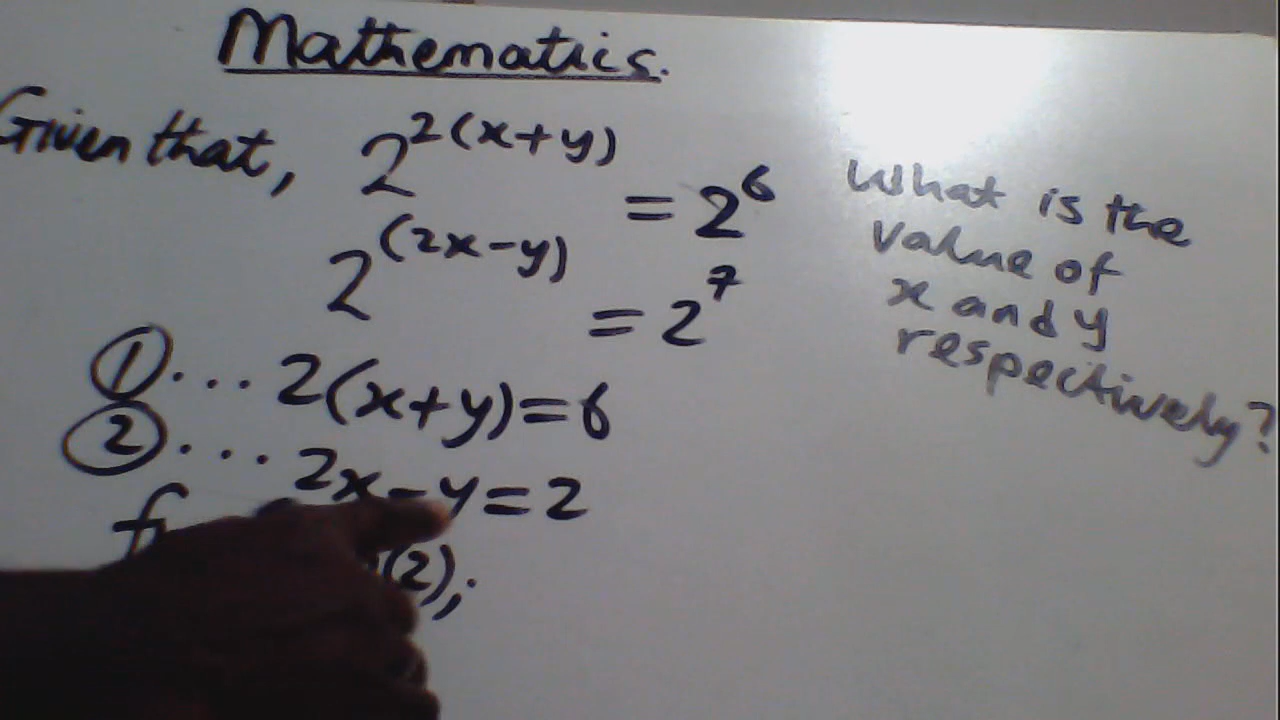 Mathematics.
Given that, 2^2(x+y) = 2^6
2^(2x-y) = 2^7
① ... 2(x+y)=6
② ... 2x-y=2
(2);
What is the
value of
x and y
respectively?